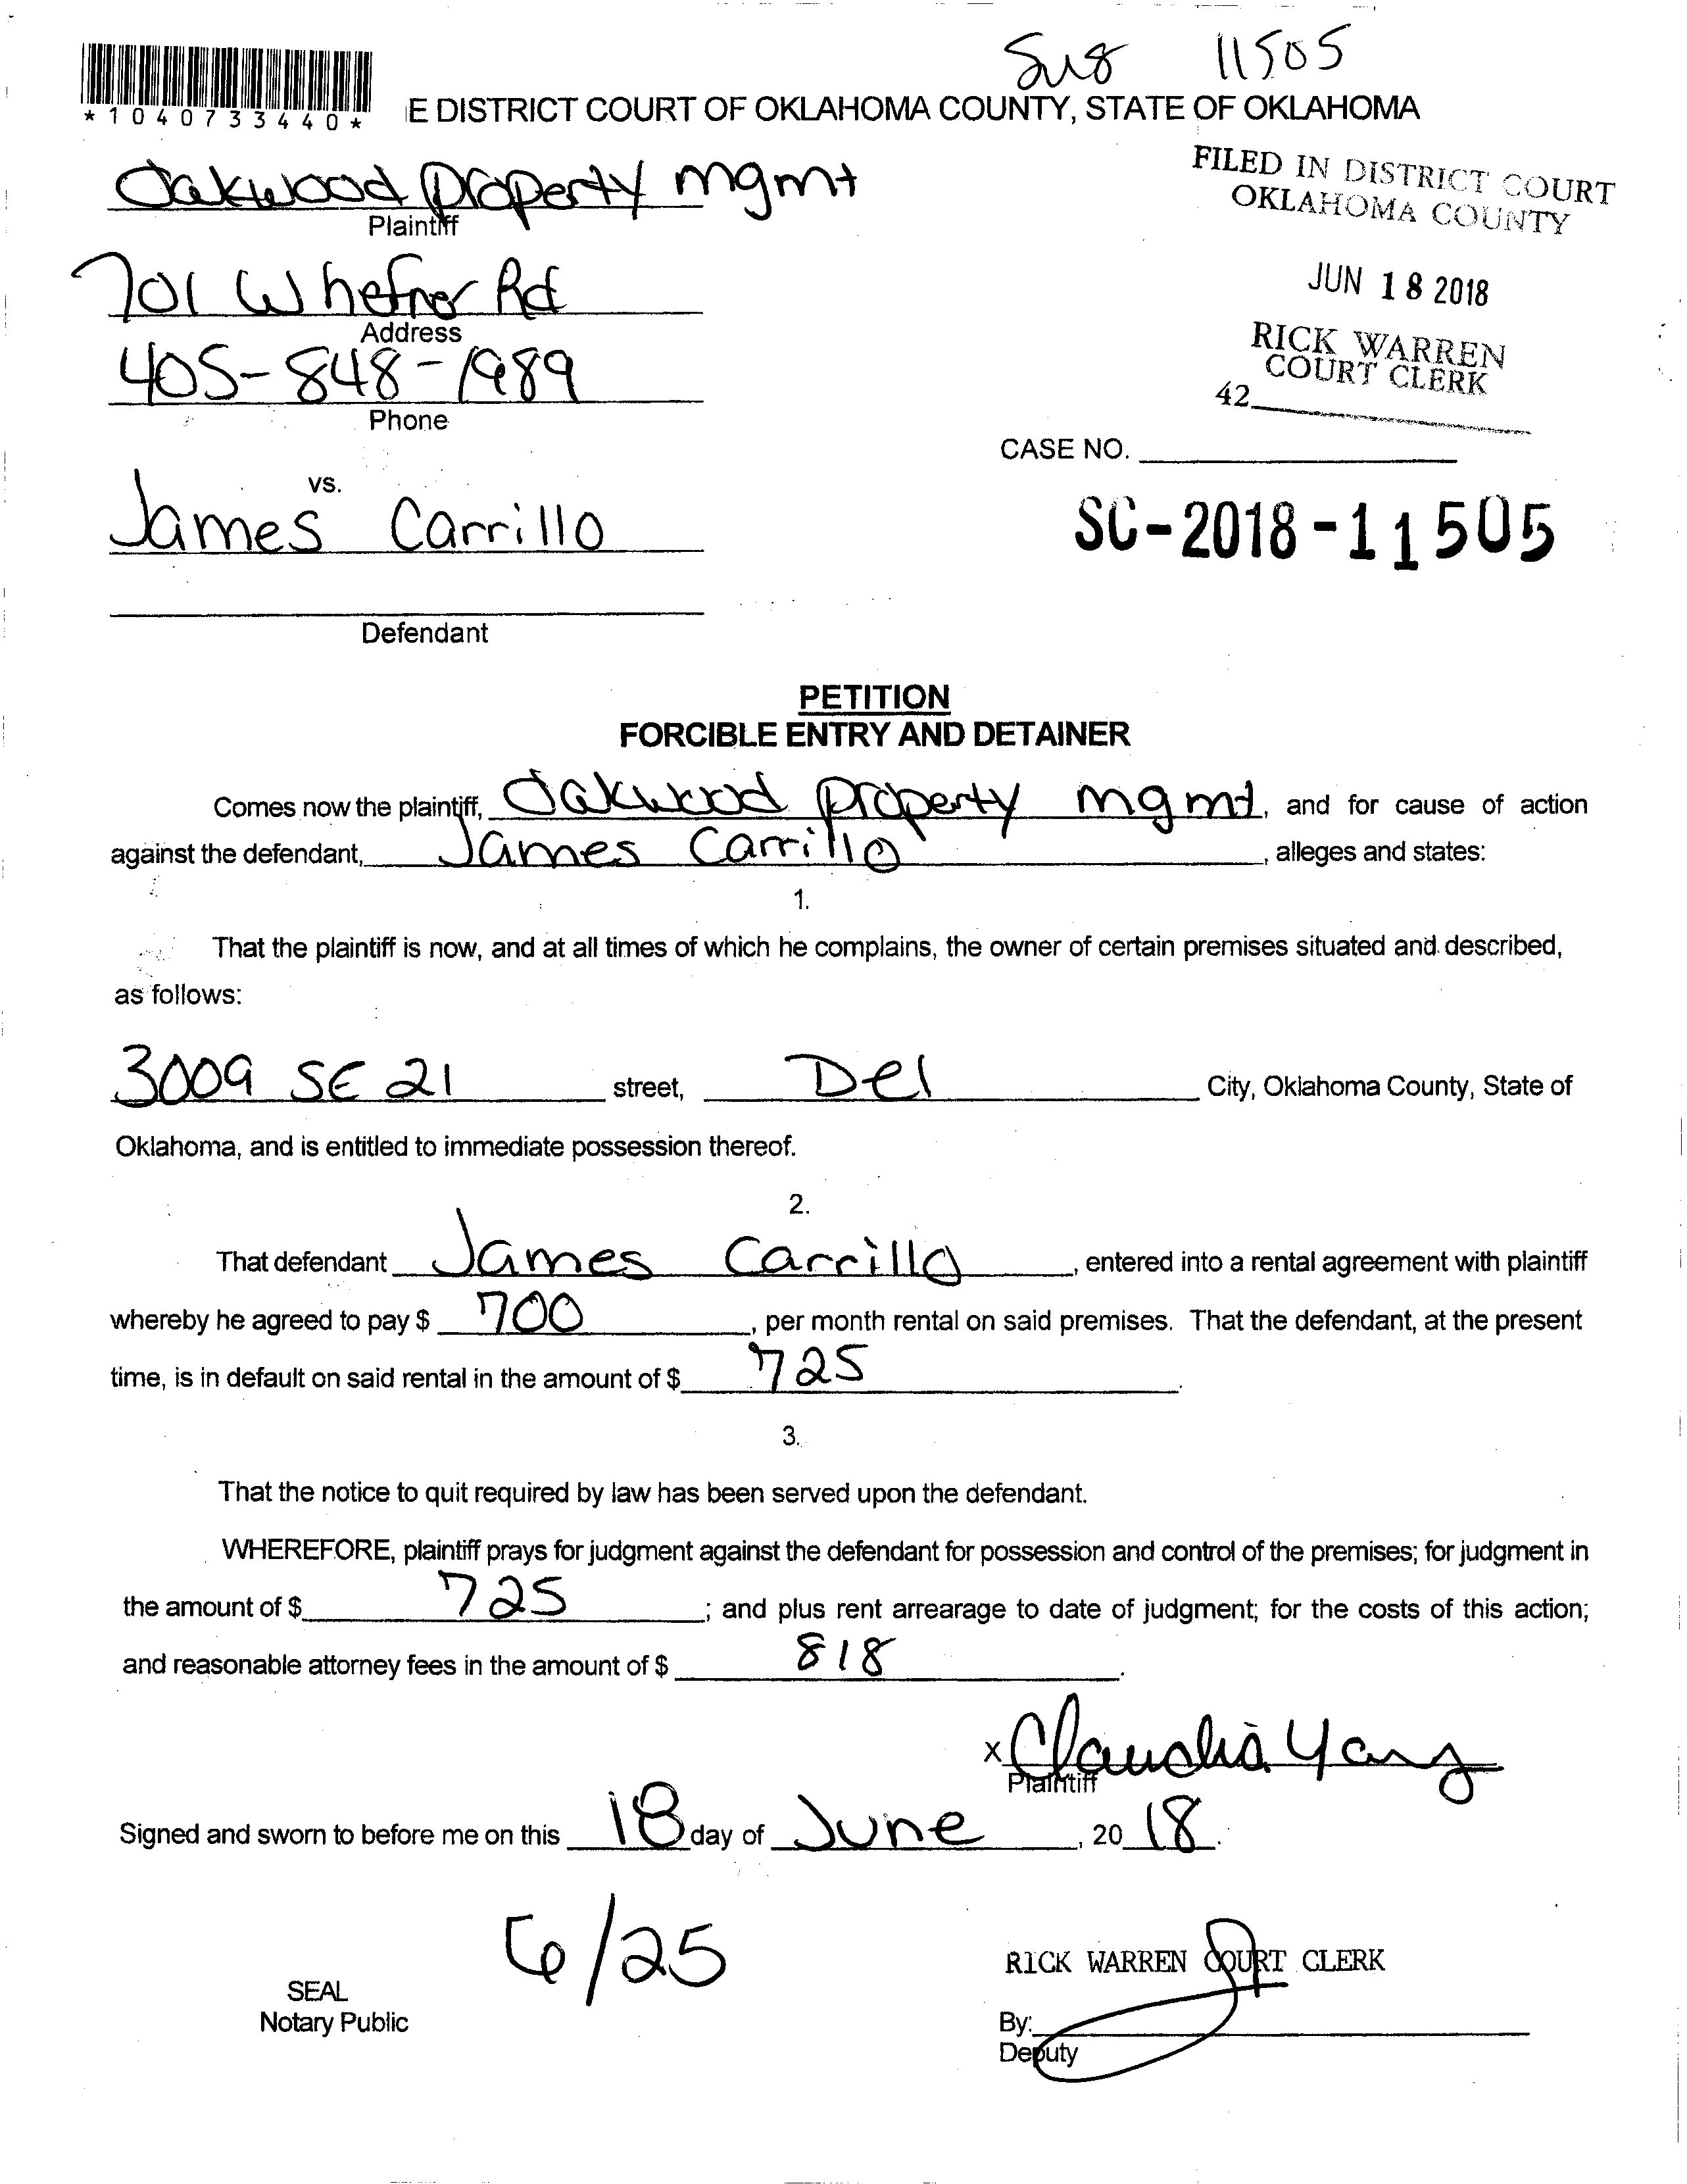 11505
*1040733440*
E DISTRICT COURT OF OKLAHOMA COUNTY, STATE OF OKLAHOMA
Oakwood Property mgmt
Plaintiff
FILED IN DISTRICT COURT
OKLAHOMA COUNTY
701 W hefner Rd
Address
JUN 18 2018
RICK WARREN
COURT CLERK
405-848-1989
Phone
42
CASE NO.
vs.
James Carrillo
SC-2018-11505
Defendant
PETITION
FORCIBLE ENTRY AND DETAINER
Comes now the plaintiff, Oakwood property mgmt, and for cause of action
against the defendant, James Carrillo, alleges and states:
1.
That the plaintiff is now, and at all times of which he complains, the owner of certain premises situated and described,
as follows:
3009 SE 21 street, Del City, Oklahoma County, State of
Oklahoma, and is entitled to immediate possession thereof.
2.
That defendant James Carrillo, entered into a rental agreement with plaintiff
whereby he agreed to pay $ 700, per month rental on said premises. That the defendant, at the present
time, is in default on said rental in the amount of $ 725.
3.
That the notice to quit required by law has been served upon the defendant.
WHEREFORE, plaintiff prays for judgment against the defendant for possession and control of the premises; for judgment in
the amount of $ 725; and plus rent arrearage to date of judgment; for the costs of this action;
and reasonable attorney fees in the amount of $ 818.
x Claudia Yang
Plaintiff
Signed and sworn to before me on this 18 day of June, 20 18.
6/25
RICK WARREN COURT CLERK
SEAL
Notary Public
By:
Deputy